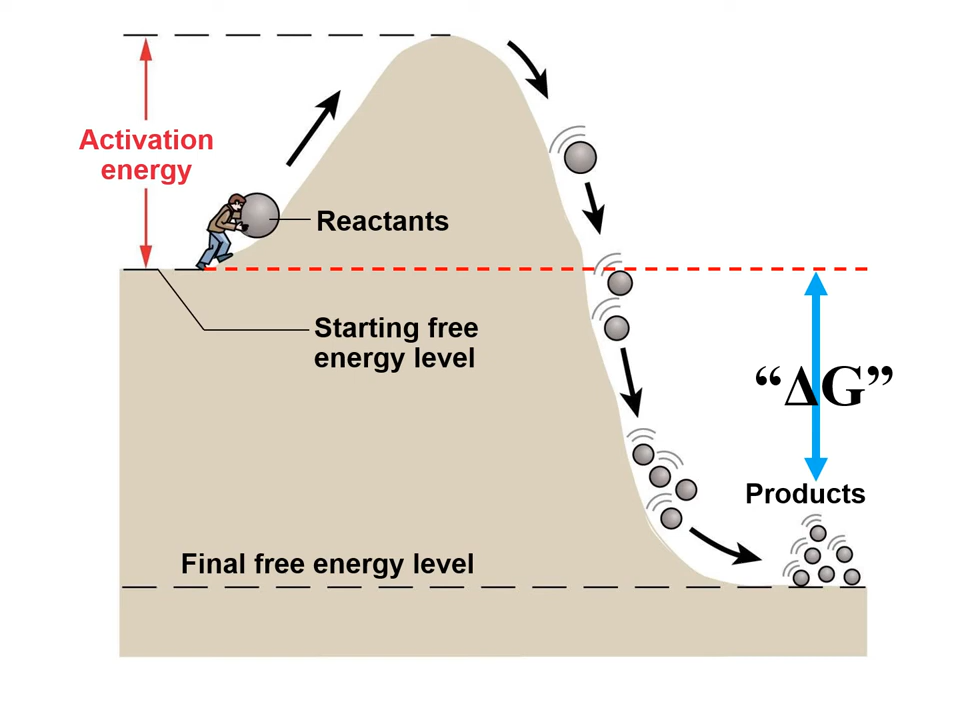 Activation
energy
Reactants
Starting free
energy level
“ΔG”
Products
Final free energy level